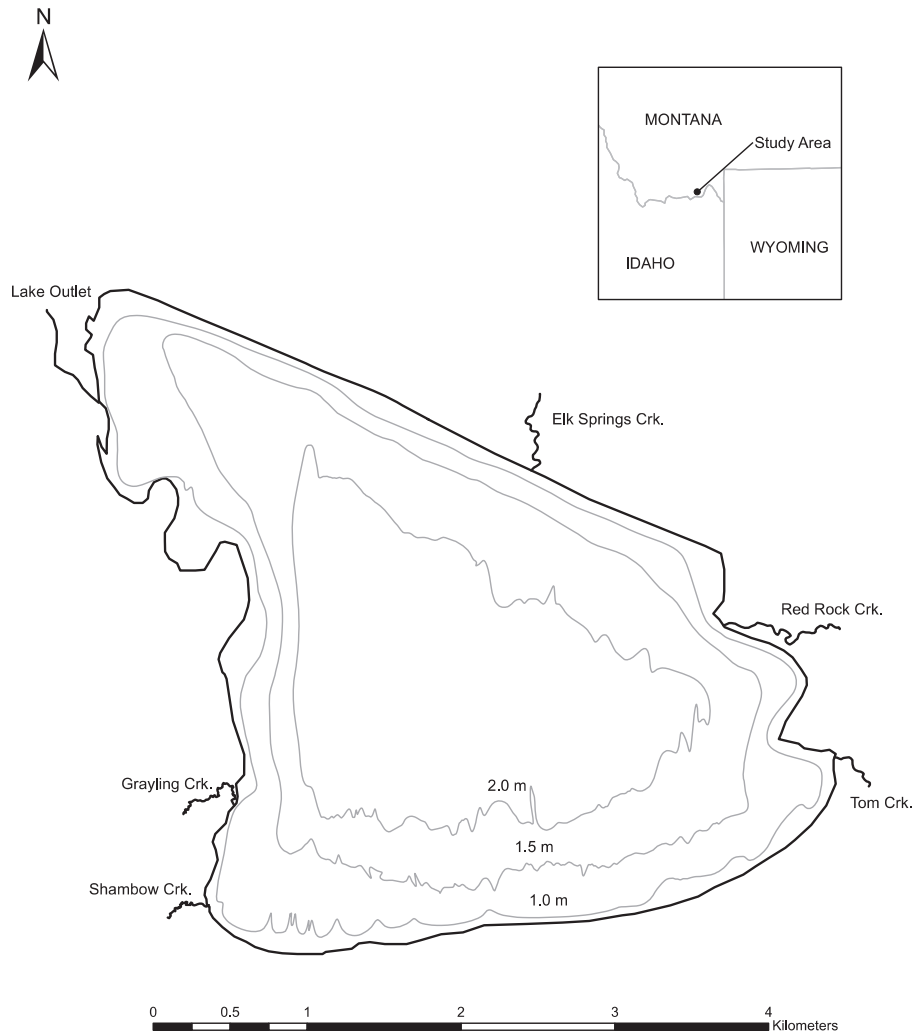 N
MONTANA
Study Area
IDAHO
WYOMING
Lake Outlet
Elk Springs Crk.
Red Rock Crk.
Grayling Crk.
2.0 m
Tom Crk.
1.5 m
Shambow Crk.
1.0 m
0 0.5 1 2 3 4
Kilometers